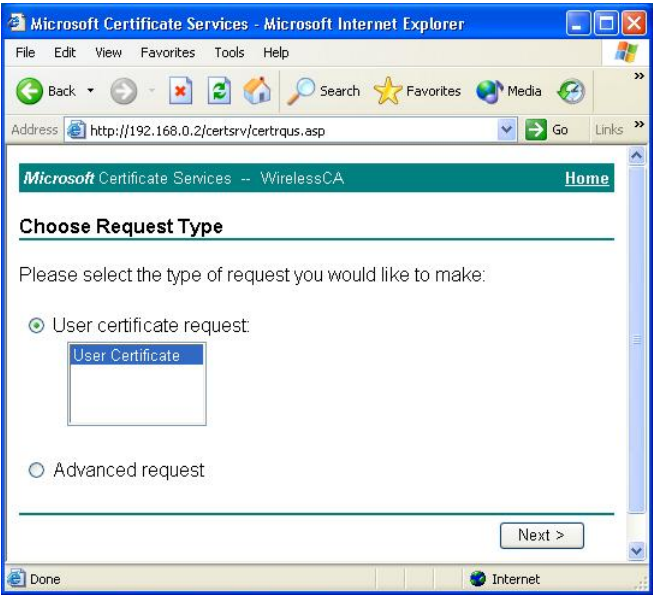 Microsoft Certificate Services - Microsoft Internet Explorer
File Edit View Favorites Tools Help
Back Search Favorites Media »
Address http://192.168.0.2/certsrv/certrqus.asp Go Links »
Microsoft Certificate Services -- WirelessCA Home
Choose Request Type
Please select the type of request you would like to make:
User certificate request:
User Certificate
Advanced request
Next >
Done Internet